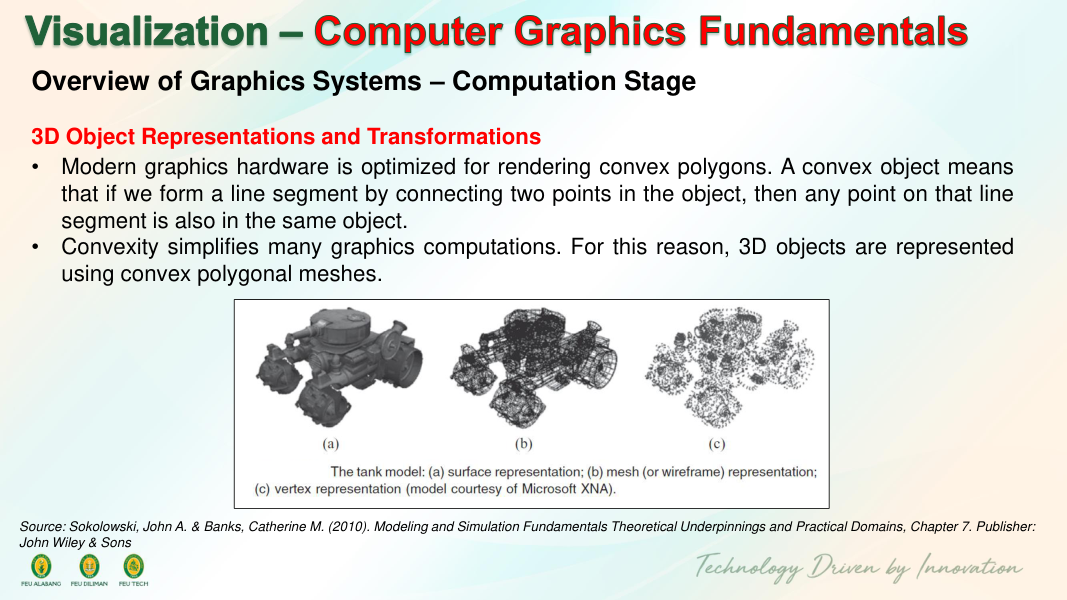 Visualization – Computer Graphics Fundamentals
Overview of Graphics Systems – Computation Stage
3D Object Representations and Transformations
• Modern graphics hardware is optimized for rendering convex polygons. A convex object means
that if we form a line segment by connecting two points in the object, then any point on that line
segment is also in the same object.
• Convexity simplifies many graphics computations. For this reason, 3D objects are represented
using convex polygonal meshes.
(a) (b) (c)
The tank model: (a) surface representation; (b) mesh (or wireframe) representation;
(c) vertex representation (model courtesy of Microsoft XNA).
Source: Sokolowski, John A. & Banks, Catherine M. (2010). Modeling and Simulation Fundamentals Theoretical Underpinnings and Practical Domains, Chapter 7. Publisher:
John Wiley & Sons
FEU ALABANG FEU DILIMAN FEU TECH
Technology Driven by Innovation